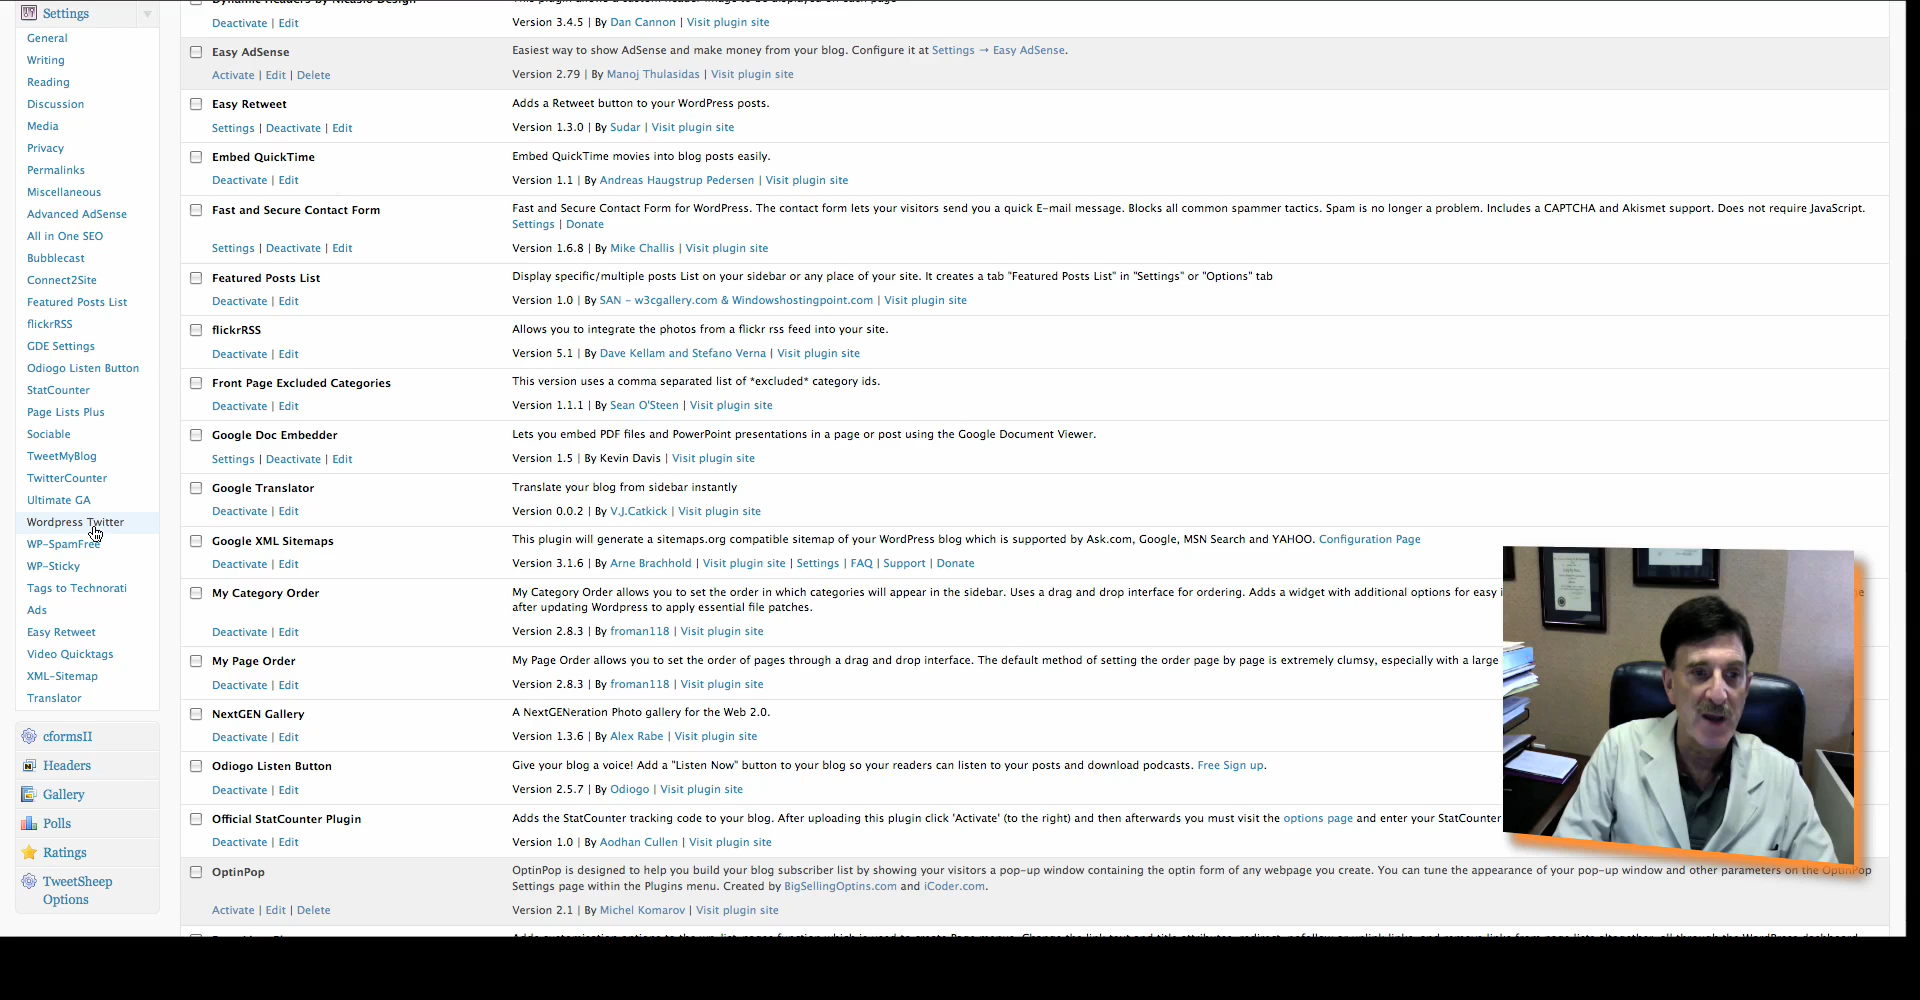 Settings
General
Writing
Reading
Discussion
Media
Privacy
Permalinks
Miscellaneous
Advanced AdSense
All in One SEO
Bubblecast
Connect2Site
Featured Posts List
flickrRSS
GDE Settings
Odiogo Listen Button
StatCounter
Page Lists Plus
Sociable
TweetMyBlog
TwitterCounter
Ultimate GA
Wordpress Twitter
WP-SpamFree
WP-Sticky
Tags to Technorati
Ads
Easy Retweet
Video Quicktags
XML-Sitemap
Translator
cformsII
Headers
Gallery
Polls
Ratings
TweetSheep
Options
Deactivate | Edit
Version 3.4.5 | By Dan Cannon | Visit plugin site
Easy AdSense
Easiest way to show AdSense and make money from your blog. Configure it at Settings → Easy AdSense.
Activate | Edit | Delete
Version 2.79 | By Manoj Thulasidas | Visit plugin site
Easy Retweet
Adds a Retweet button to your WordPress posts.
Settings | Deactivate | Edit
Version 1.3.0 | By Sudar | Visit plugin site
Embed QuickTime
Embed QuickTime movies into blog posts easily.
Deactivate | Edit
Version 1.1 | By Andreas Haugstrup Pedersen | Visit plugin site
Fast and Secure Contact Form
Fast and Secure Contact Form for WordPress. The contact form lets your visitors send you a quick E-mail message. Blocks all common spammer tactics. Spam is no longer a problem. Includes a CAPTCHA and Akismet support. Does not require JavaScript.
Settings | Donate
Settings | Deactivate | Edit
Version 1.6.8 | By Mike Challis | Visit plugin site
Featured Posts List
Display specific/multiple posts List on your sidebar or any place of your site. It creates a tab "Featured Posts List" in "Settings" or "Options" tab
Deactivate | Edit
Version 1.0 | By SAN - w3cgallery.com & Windowshostingpoint.com | Visit plugin site
flickrRSS
Allows you to integrate the photos from a flickr rss feed into your site.
Deactivate | Edit
Version 5.1 | By Dave Kellam and Stefano Verna | Visit plugin site
Front Page Excluded Categories
This version uses a comma separated list of *excluded* category ids.
Deactivate | Edit
Version 1.1.1 | By Sean O'Steen | Visit plugin site
Google Doc Embedder
Lets you embed PDF files and PowerPoint presentations in a page or post using the Google Document Viewer.
Settings | Deactivate | Edit
Version 1.5 | By Kevin Davis | Visit plugin site
Google Translator
Translate your blog from sidebar instantly
Deactivate | Edit
Version 0.0.2 | By V.J.Catkick | Visit plugin site
Google XML Sitemaps
This plugin will generate a sitemaps.org compatible sitemap of your WordPress blog which is supported by Ask.com, Google, MSN Search and YAHOO. Configuration Page
Deactivate | Edit
Version 3.1.6 | By Arne Brachhold | Visit plugin site | Settings | FAQ | Support | Donate
My Category Order
My Category Order allows you to set the order in which categories will appear in the sidebar. Uses a drag and drop interface for ordering. Adds a widget with additional options for easy
after updating Wordpress to apply essential file patches.
Deactivate | Edit
Version 2.8.3 | By froman118 | Visit plugin site
My Page Order
My Page Order allows you to set the order of pages through a drag and drop interface. The default method of setting the order page by page is extremely clumsy, especially with a large
Deactivate | Edit
Version 2.8.3 | By froman118 | Visit plugin site
NextGEN Gallery
A NextGENeration Photo gallery for the Web 2.0.
Deactivate | Edit
Version 1.3.6 | By Alex Rabe | Visit plugin site
Odiogo Listen Button
Give your blog a voice! Add a "Listen Now" button to your blog so your readers can listen to your posts and download podcasts. Free Sign up.
Deactivate | Edit
Version 2.5.7 | By Odiogo | Visit plugin site
Official StatCounter Plugin
Adds the StatCounter tracking code to your blog. After uploading this plugin click 'Activate' (to the right) and then afterwards you must visit the options page and enter your StatCounter
Deactivate | Edit
Version 1.0 | By Aodhan Cullen | Visit plugin site
OptinPop
OptinPop is designed to help you build your blog subscriber list by showing your visitors a pop-up window containing the optin form of any webpage you create. You can tune the appearance of your pop-up window and other parameters on the OptinPop
Settings page within the Plugins menu. Created by BigSellingOptins.com and iCoder.com.
Activate | Edit | Delete
Version 2.1 | By Michel Komarov | Visit plugin site